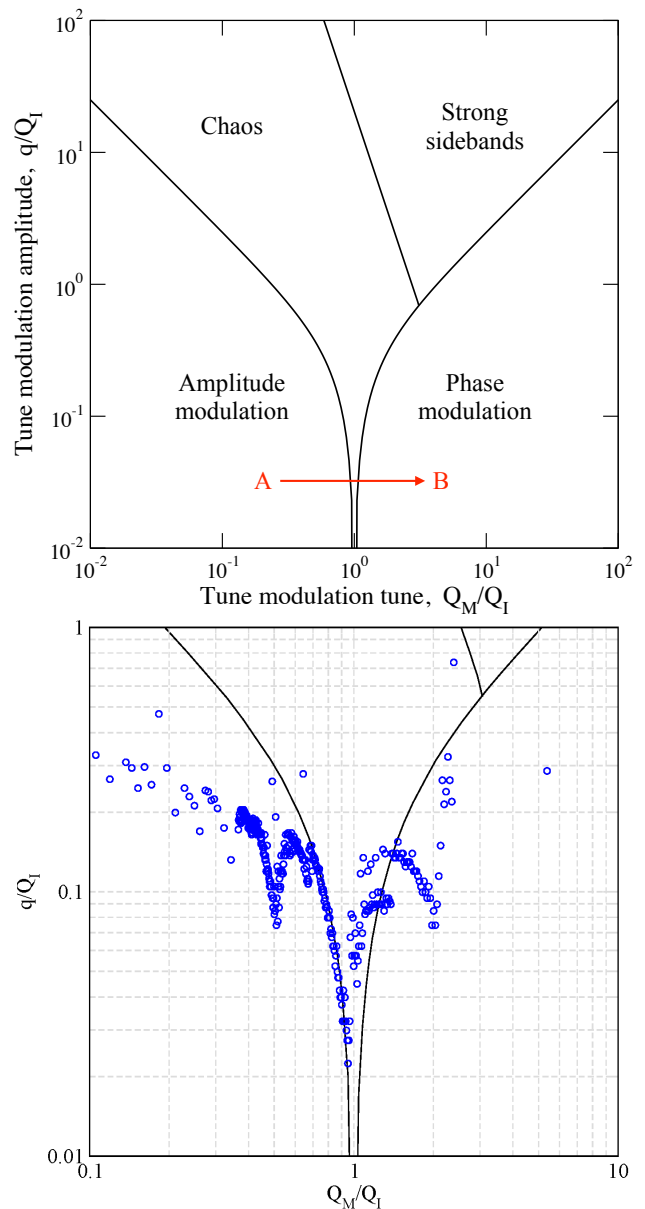 10^2
10^1
10^0
10^-1
10^-2
Tune modulation amplitude, q/Q_I
Chaos
Strong
sidebands
Amplitude
modulation
Phase
modulation
A
B
10^-2
10^-1
10^0
10^1
10^2
Tune modulation tune, Q_M/Q_I
1
0.1
0.01
q/Q_I
0.1
1
10
Q_M/Q_I